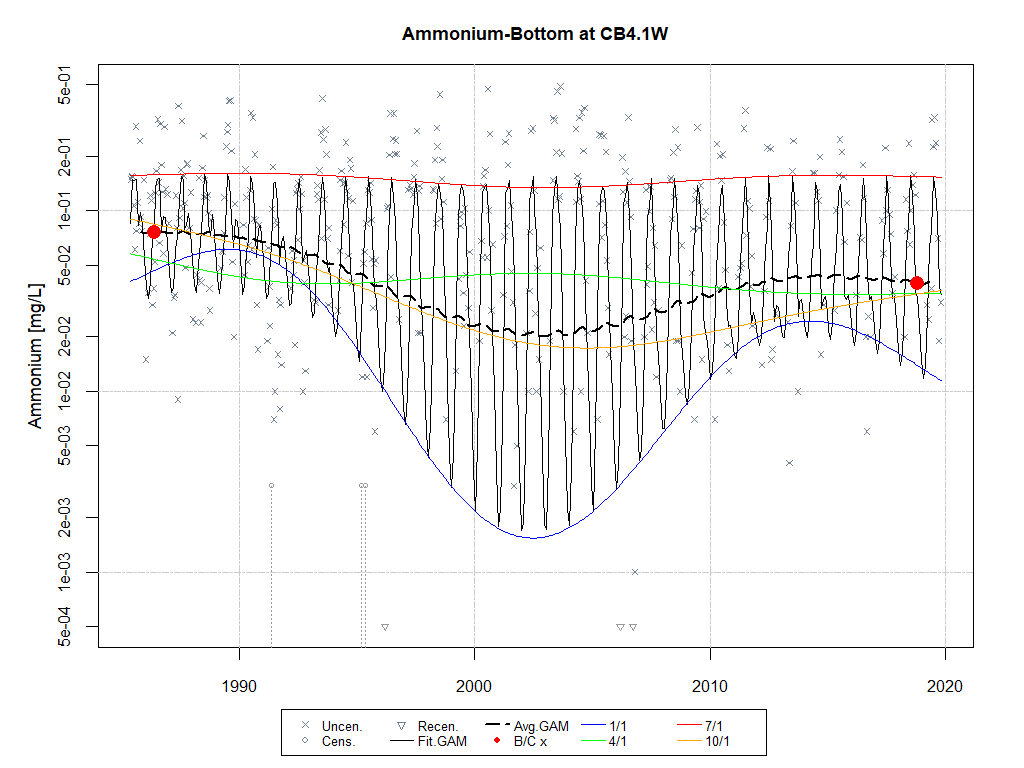 Ammonium-Bottom at CB4.1W
Ammonium [mg/L]
5e-01
2e-01
1e-01
5e-02
2e-02
1e-02
5e-03
2e-03
1e-03
5e-04
1990 2000 2010 2020
Uncen. Recen. Avg.GAM 1/1 7/1
Cens. Fit.GAM B/C x 4/1 10/1